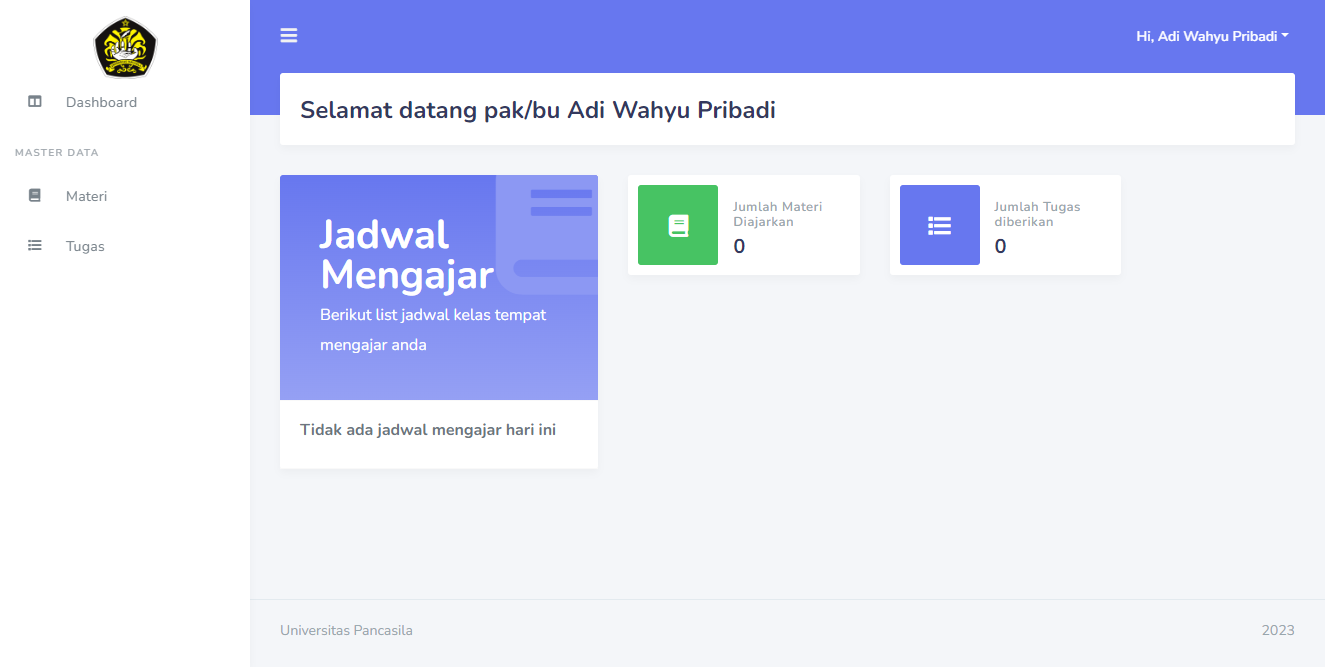 Hi, Adi Wahyu Pribadi
Dashboard
MASTER DATA
Materi
Tugas
Selamat datang pak/bu Adi Wahyu Pribadi
Jadwal
Mengajar
Berikut list jadwal kelas tempat
mengajar anda
Tidak ada jadwal mengajar hari ini
Jumlah Materi
Diajarkan
0
Jumlah Tugas
diberikan
0
Universitas Pancasila
2023